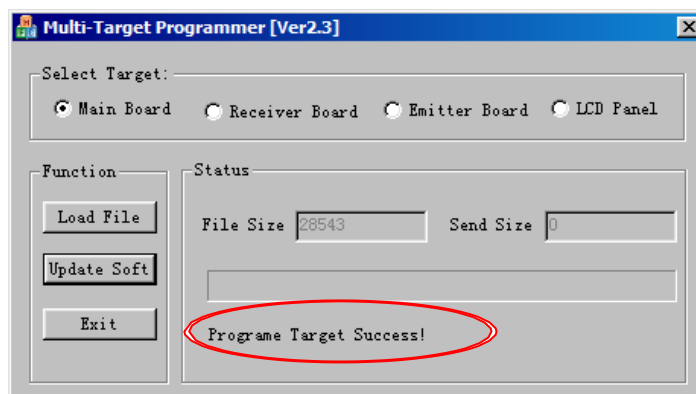 Multi-Target Programmer [Ver2.3]
Select Target:
Main Board Receiver Board Emitter Board LCD Panel
Function
Load File
Update Soft
Exit
Status
File Size 28543 Send Size 0
Programe Target Success!